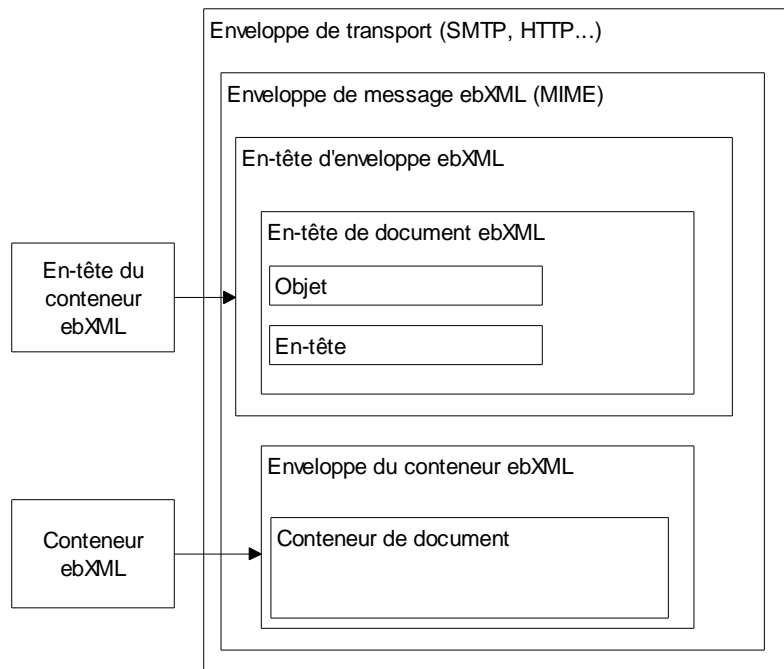 Enveloppe de transport (SMTP, HTTP...)
Enveloppe de message ebXML (MIME)
En-tête d'enveloppe ebXML
En-tête de document ebXML
Objet
En-tête
En-tête du
conteneur
ebXML
Enveloppe du conteneur ebXML
Conteneur de document
Conteneur
ebXML